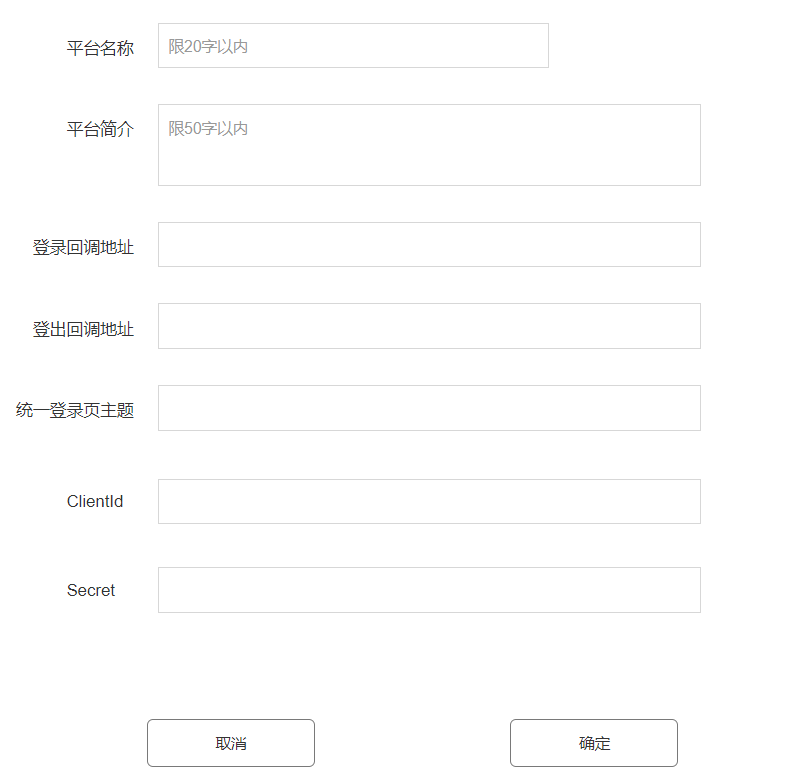 平台名称
限20字以内
平台简介
限50字以内
登录回调地址
登出回调地址
统一登录页主题
ClientId
Secret
取消
确定